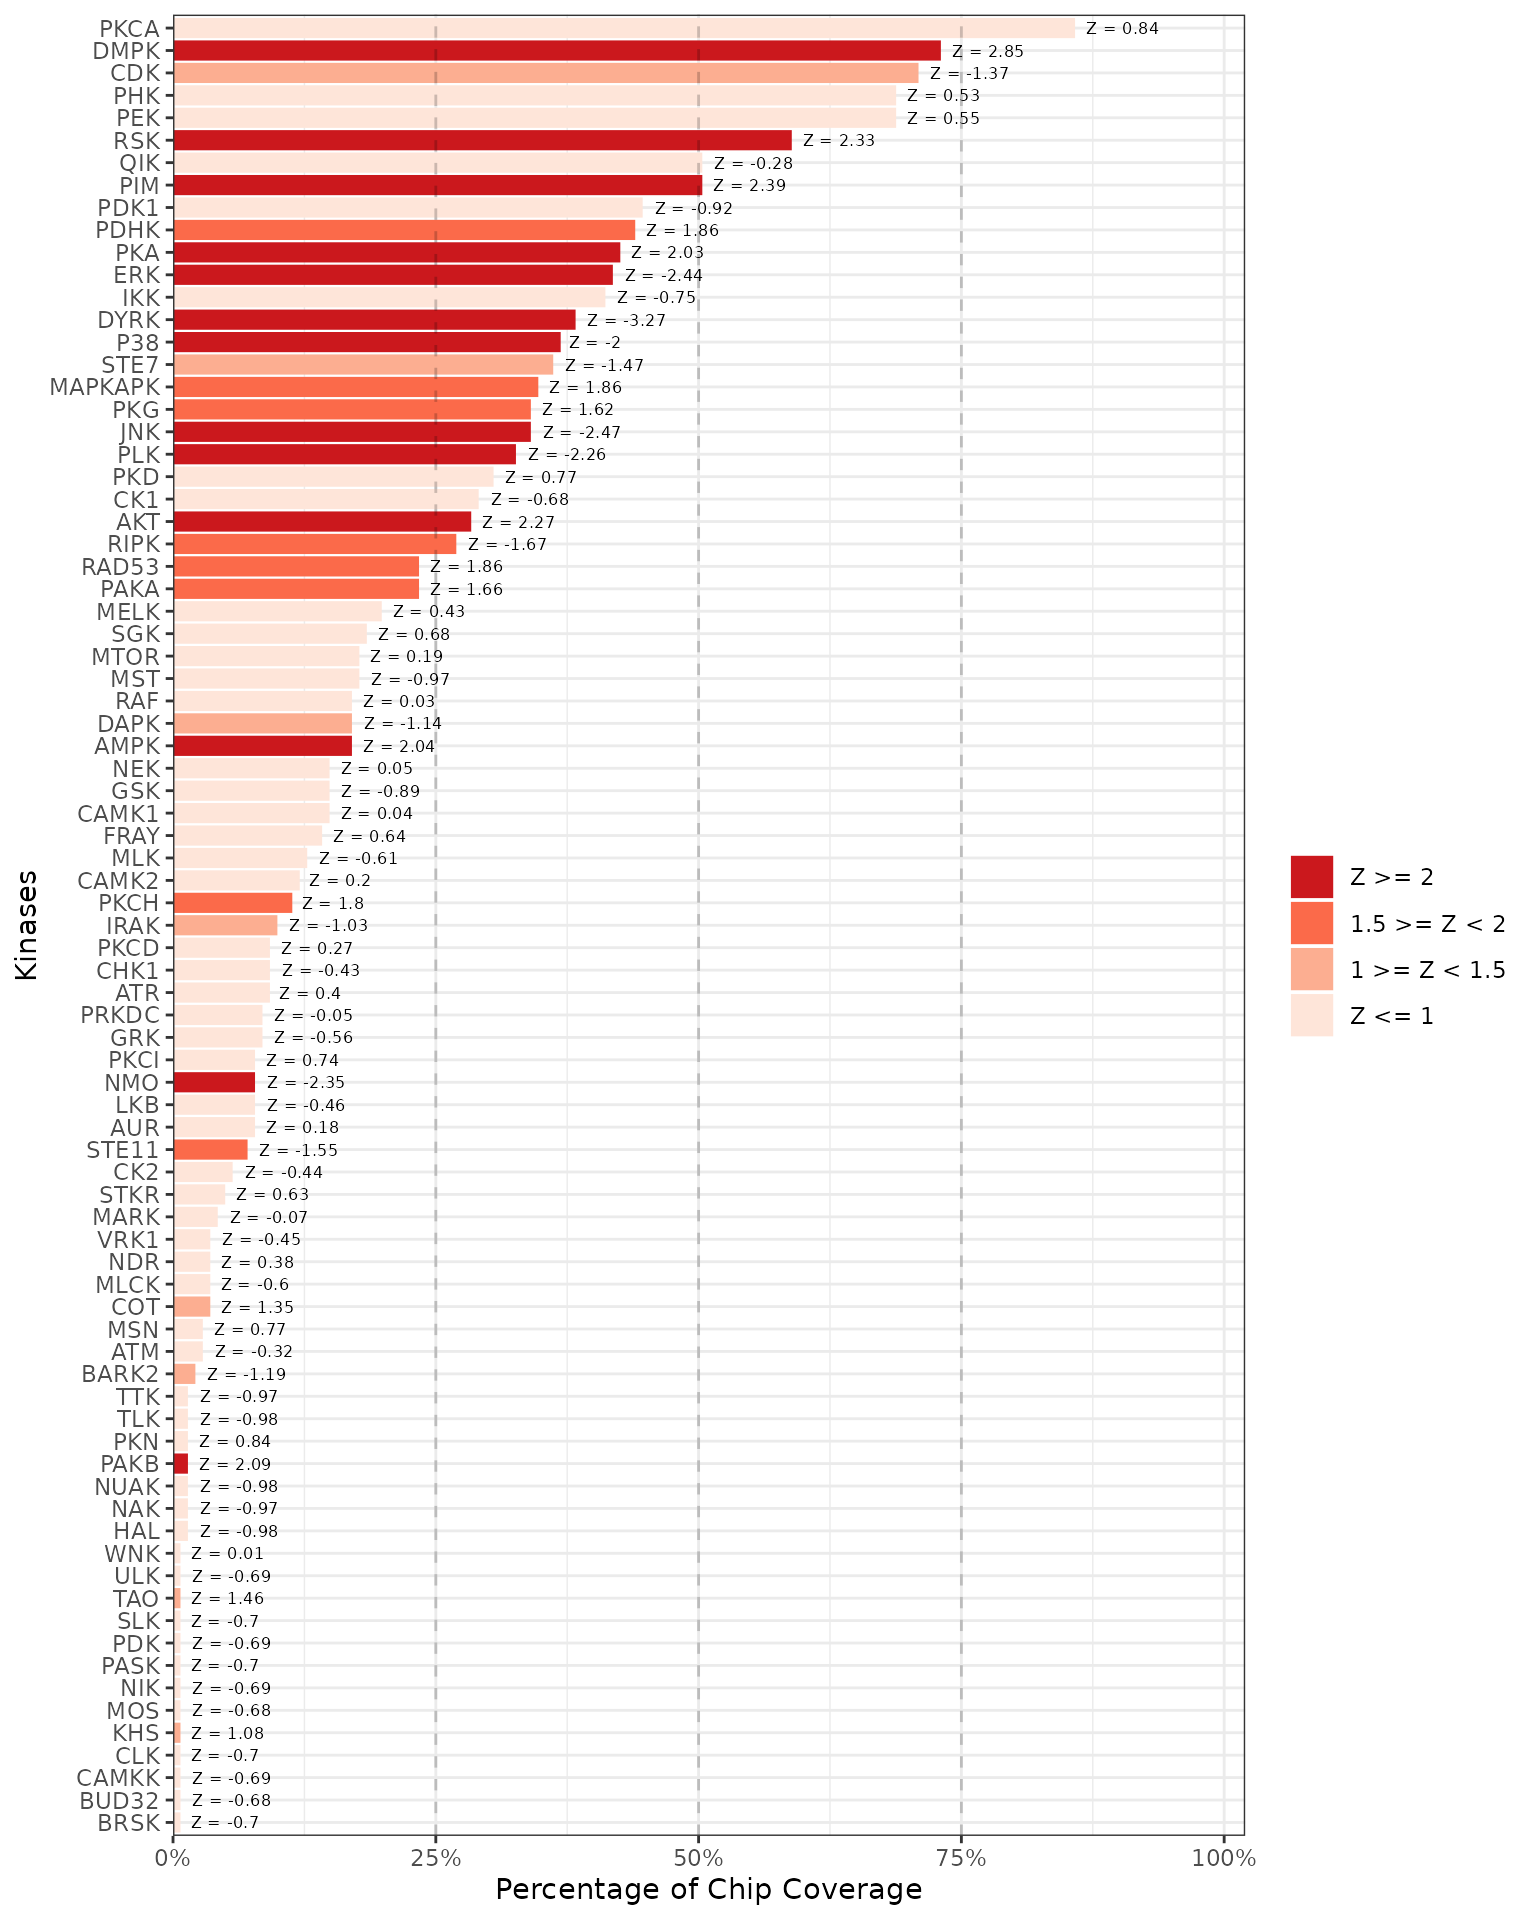 PKCA Z = 0.84
DMPK Z = 2.85
CDK Z = -1.37
PHK Z = 0.53
PEK Z = 0.55
RSK Z = 2.33
QIK Z = -0.28
PIM Z = 2.39
PDK1 Z = -0.92
PDHK Z = 1.86
PKA Z = 2.03
ERK Z = -2.44
IKK Z = -0.75
DYRK Z = -3.27
P38 Z = -2
STE7 Z = -1.47
MAPKAPK Z = 1.86
PKG Z = 1.62
JNK Z = -2.47
PLK Z = -2.26
PKD Z = 0.77
CK1 Z = -0.68
AKT Z = 2.27
RIPK Z = -1.67
RAD53 Z = 1.86
PAKA Z = 1.66
MELK Z = 0.43
SGK Z = 0.68
MTOR Z = 0.19
MST Z = -0.97
RAF Z = 0.03
DAPK Z = -1.14
AMPK Z = 2.04
NEK Z = 0.05
GSK Z = -0.89
CAMK1 Z = 0.04
FRAY Z = 0.64
MLK Z = -0.61
CAMK2 Z = 0.2
PKCH Z = 1.8
IRAK Z = -1.03
PKCD Z = 0.27
CHK1 Z = -0.43
ATR Z = 0.4
PRKDC Z = -0.05
GRK Z = -0.56
PKCI Z = 0.74
NMO Z = -2.35
LKB Z = -0.46
AUR Z = 0.18
STE11 Z = -1.55
CK2 Z = -0.44
STKR Z = 0.63
MARK Z = -0.07
VRK1 Z = -0.45
NDR Z = 0.38
MLCK Z = -0.6
COT Z = 1.35
MSN Z = 0.77
ATM Z = -0.32
BARK2 Z = -1.19
TTK Z = -0.97
TLK Z = -0.98
PKN Z = 0.84
PAKB Z = 2.09
NUAK Z = -0.98
NAK Z = -0.97
HAL Z = -0.98
WNK Z = 0.01
ULK Z = -0.69
TAO Z = 1.46
SLK Z = -0.7
PDK Z = -0.69
PASK Z = -0.7
NIK Z = -0.69
MOS Z = -0.68
KHS Z = 1.08
CLK Z = -0.7
CAMKK Z = -0.69
BUD32 Z = -0.68
BRSK Z = -0.7
0% 25% 50% 75% 100%
Percentage of Chip Coverage
Kinases
Z >= 2
1.5 >= Z < 2
1 >= Z < 1.5
Z <= 1